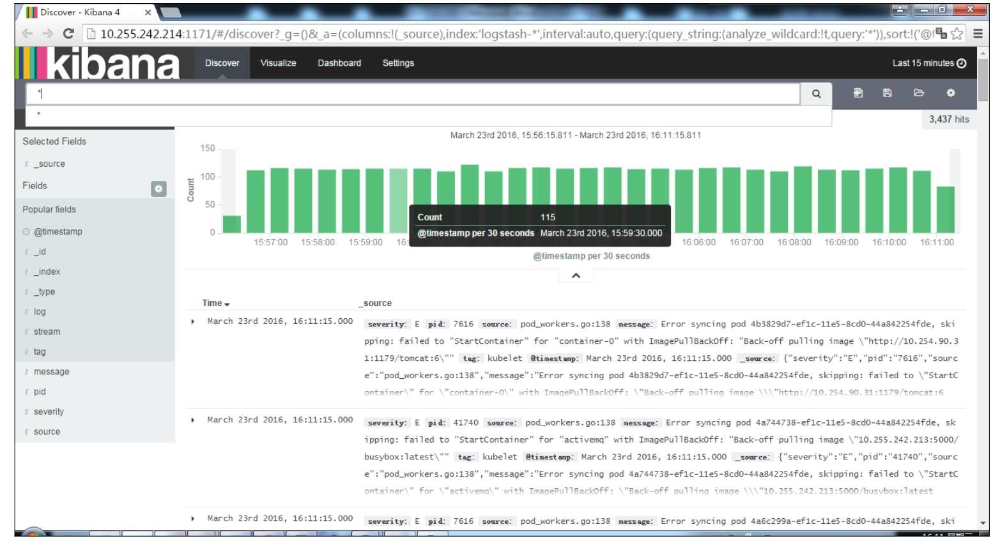 Discover - Kibana 4
10.255.242.214:1171/#/discover?_g=()&_a=(columns:!(_source),index:'logstash-*',interval:auto,query:(query_string:(analyze_wildcard:!t,query:'*')),sort:!('@
kibana Discover Visualize Dashboard Settings Last 15 minutes
*
*
3,437 hits
Selected Fields
March 23rd 2016, 15:56:15.811 - March 23rd 2016, 16:11:15.811
t _source
Fields
Popular fields
@timestamp
t _id
t _index
t _type
t log
t stream
t tag
t message
t pid
t severity
t source
Count
150
100
50
0
Count 115
@timestamp per 30 seconds March 23rd 2016, 15:59:30.000
15:57:00 15:58:00 15:59:00 16: 16:06:00 16:07:00 16:08:00 16:09:00 16:10:00 16:11:00
@timestamp per 30 seconds
Time _source
March 23rd 2016, 16:11:15.000 severity: E pid: 7616 source: pod_workers.go:138 message: Error syncing pod 4b3829d7-ef1c-11e5-8cd0-44a842254fde, ski
pping: failed to "StartContainer" for "container-0" with ImagePullBackOff: "Back-off pulling image \"http://10.254.90.3
1:1179/tomcat:6\"" tag: kubelet @timestamp: March 23rd 2016, 16:11:15.000 _source: {"severity":"E","pid":"7616","sourc
e":"pod_workers.go:138","message":"Error syncing pod 4b3829d7-ef1c-11e5-8cd0-44a842254fde, skipping: failed to \"StartC
ontainer\" for \"container-0\" with ImagePullBackOff: \"Back-off pulling image \\\"http://10.254.90.31:1179/tomcat:6
March 23rd 2016, 16:11:15.000 severity: E pid: 41740 source: pod_workers.go:138 message: Error syncing pod 4a744738-ef1c-11e5-8cd0-44a842254fde, sk
ipping: failed to "StartContainer" for "activemq" with ImagePullBackOff: "Back-off pulling image \"10.255.242.213:5000/
busybox:latest\"" tag: kubelet @timestamp: March 23rd 2016, 16:11:15.000 _source: {"severity":"E","pid":"41740","sourc
e":"pod_workers.go:138","message":"Error syncing pod 4a744738-ef1c-11e5-8cd0-44a842254fde, skipping: failed to \"StartC
ontainer\" for \"activemq\" with ImagePullBackOff: \"Back-off pulling image \\\"10.255.242.213:5000/busybox:latest
March 23rd 2016, 16:11:15.000 severity: E pid: 7616 source: pod_workers.go:138 message: Error syncing pod 4a6c299a-ef1c-11e5-8cd0-44a842254fde, ski